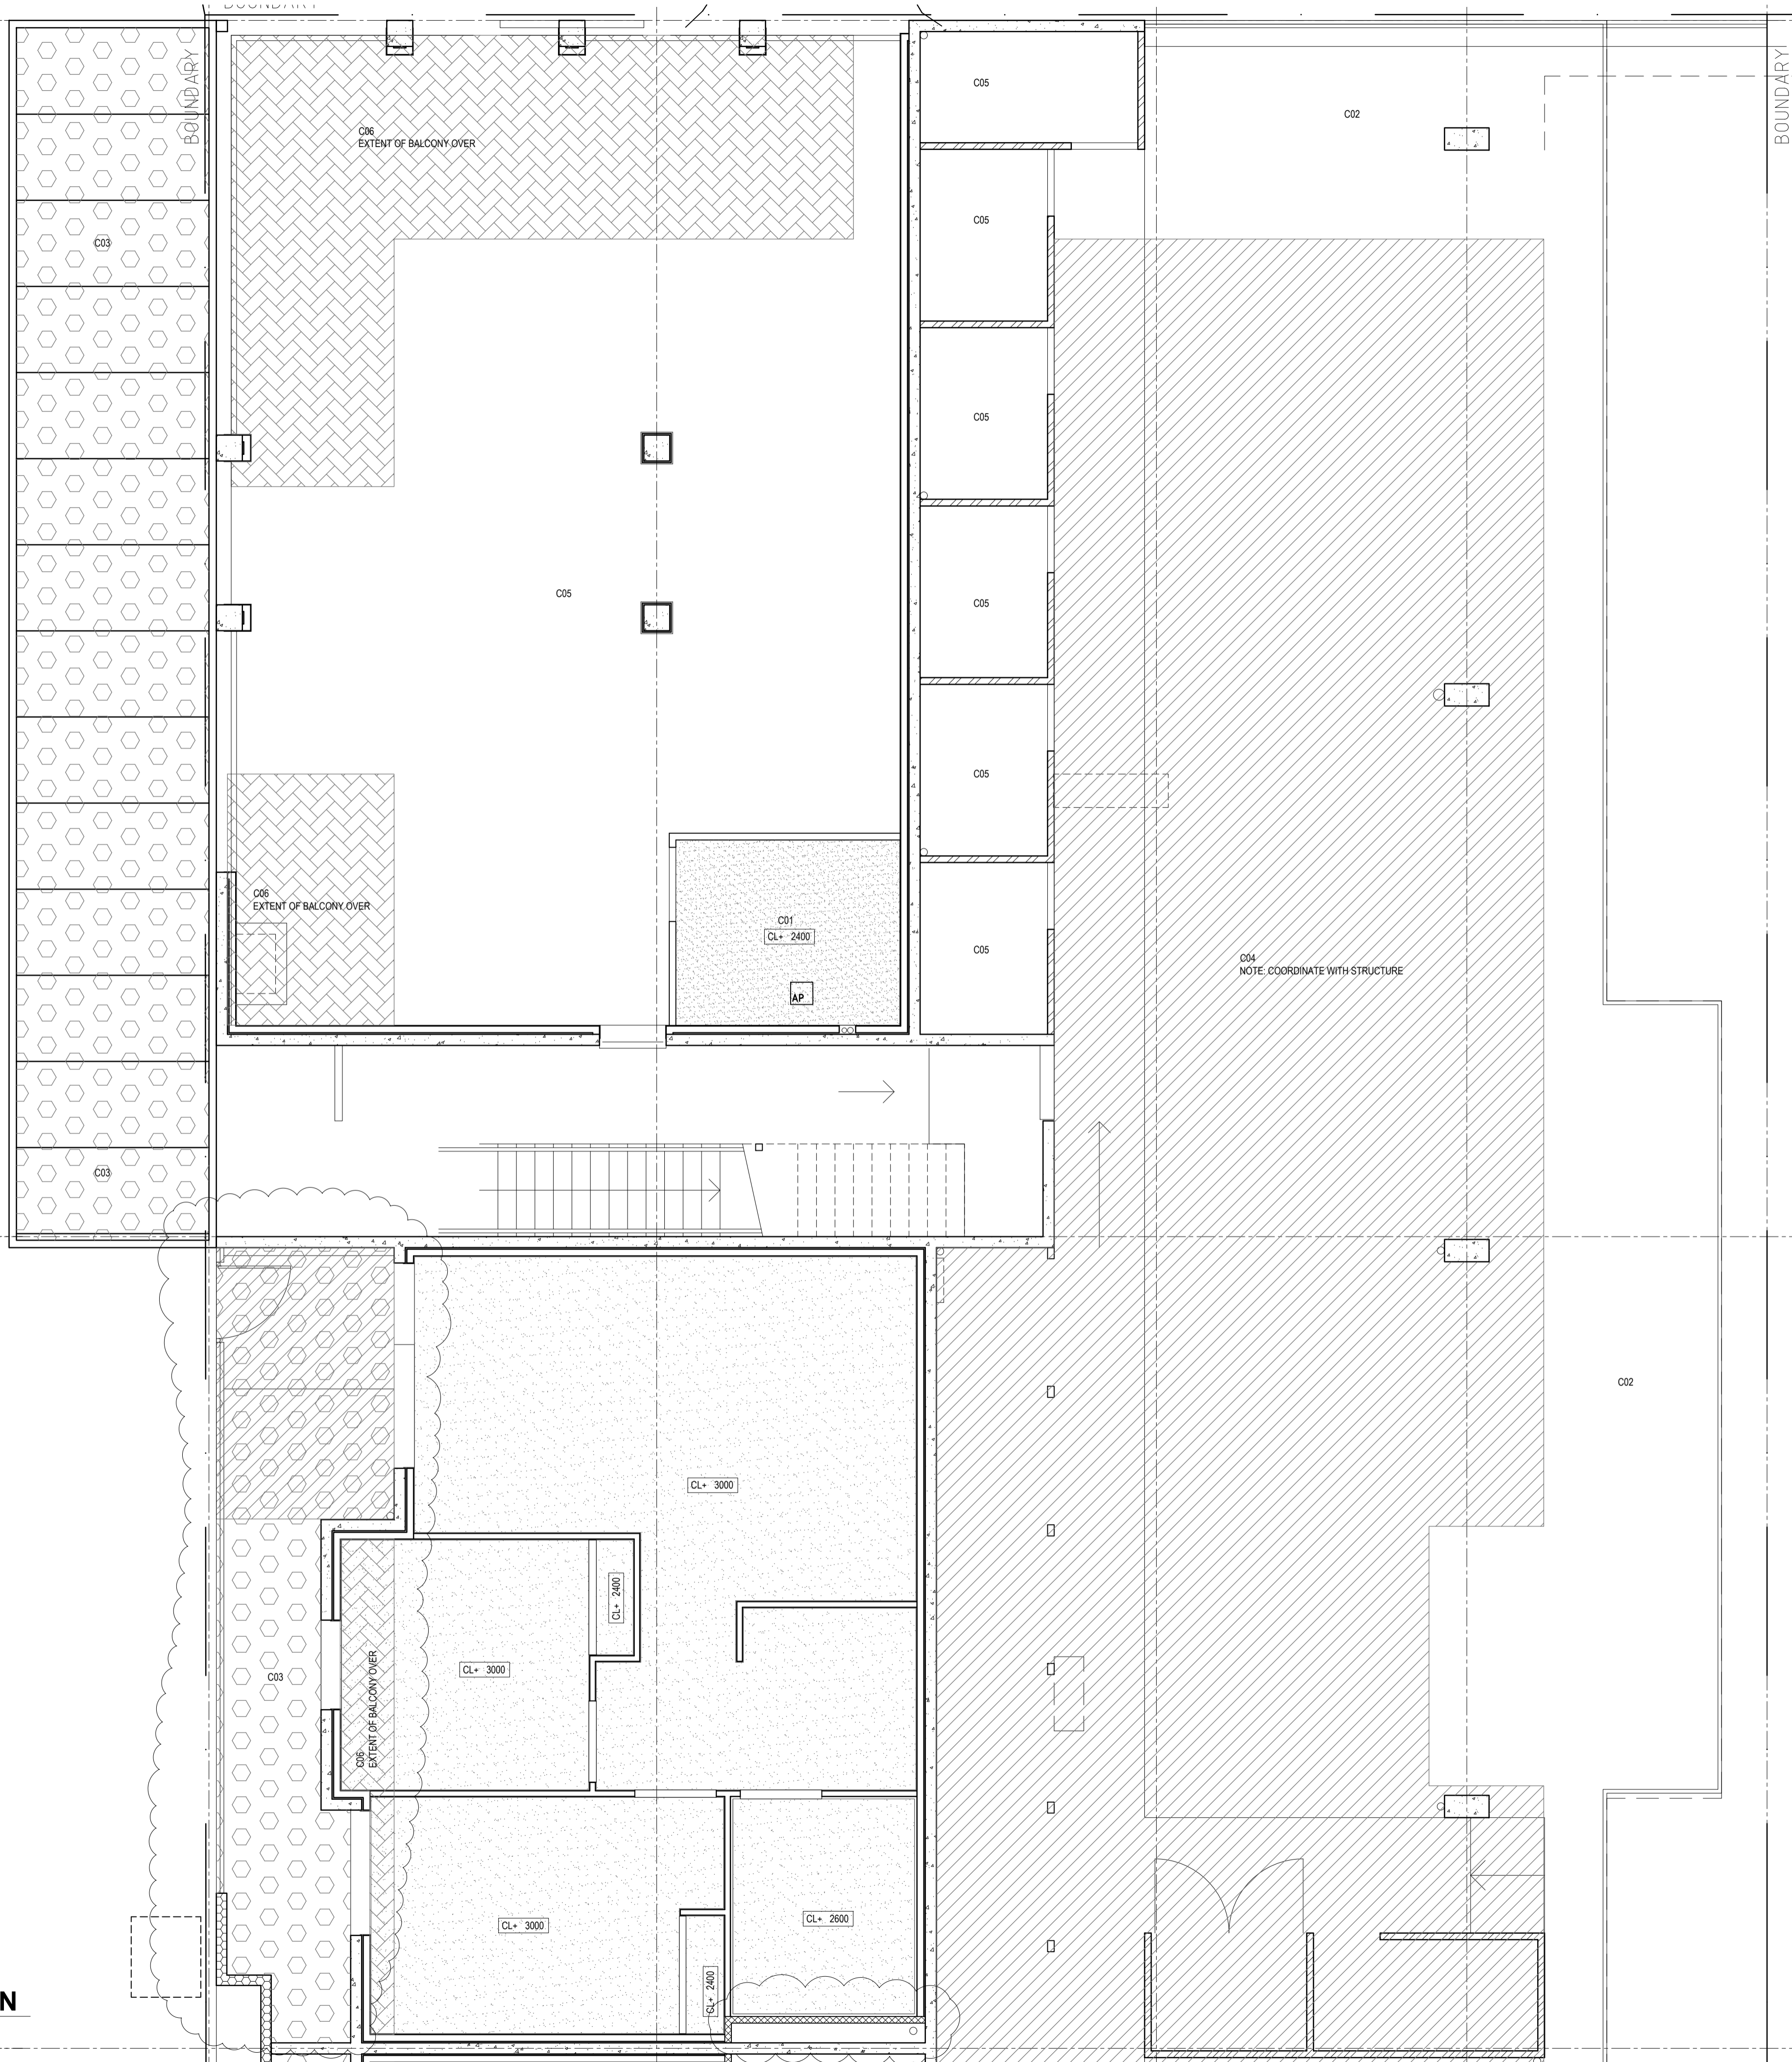 BOUNDARY
BOUNDARY
BOUNDARY
C05
C02
C06
EXTENT OF BALCONY OVER
C05
C03
C05
C05
C05
C05
C06
EXTENT OF BALCONY OVER
C01
CL+ 2400
C05
C04
NOTE: COORDINATE WITH STRUCTURE
AP
C03
C02
CL+ 3000
CL+ 2400
CL+ 3000
C03
C06
EXTENT OF BALCONY OVER
CL+ 3000
CL+ 2600
CL+ 2400
N